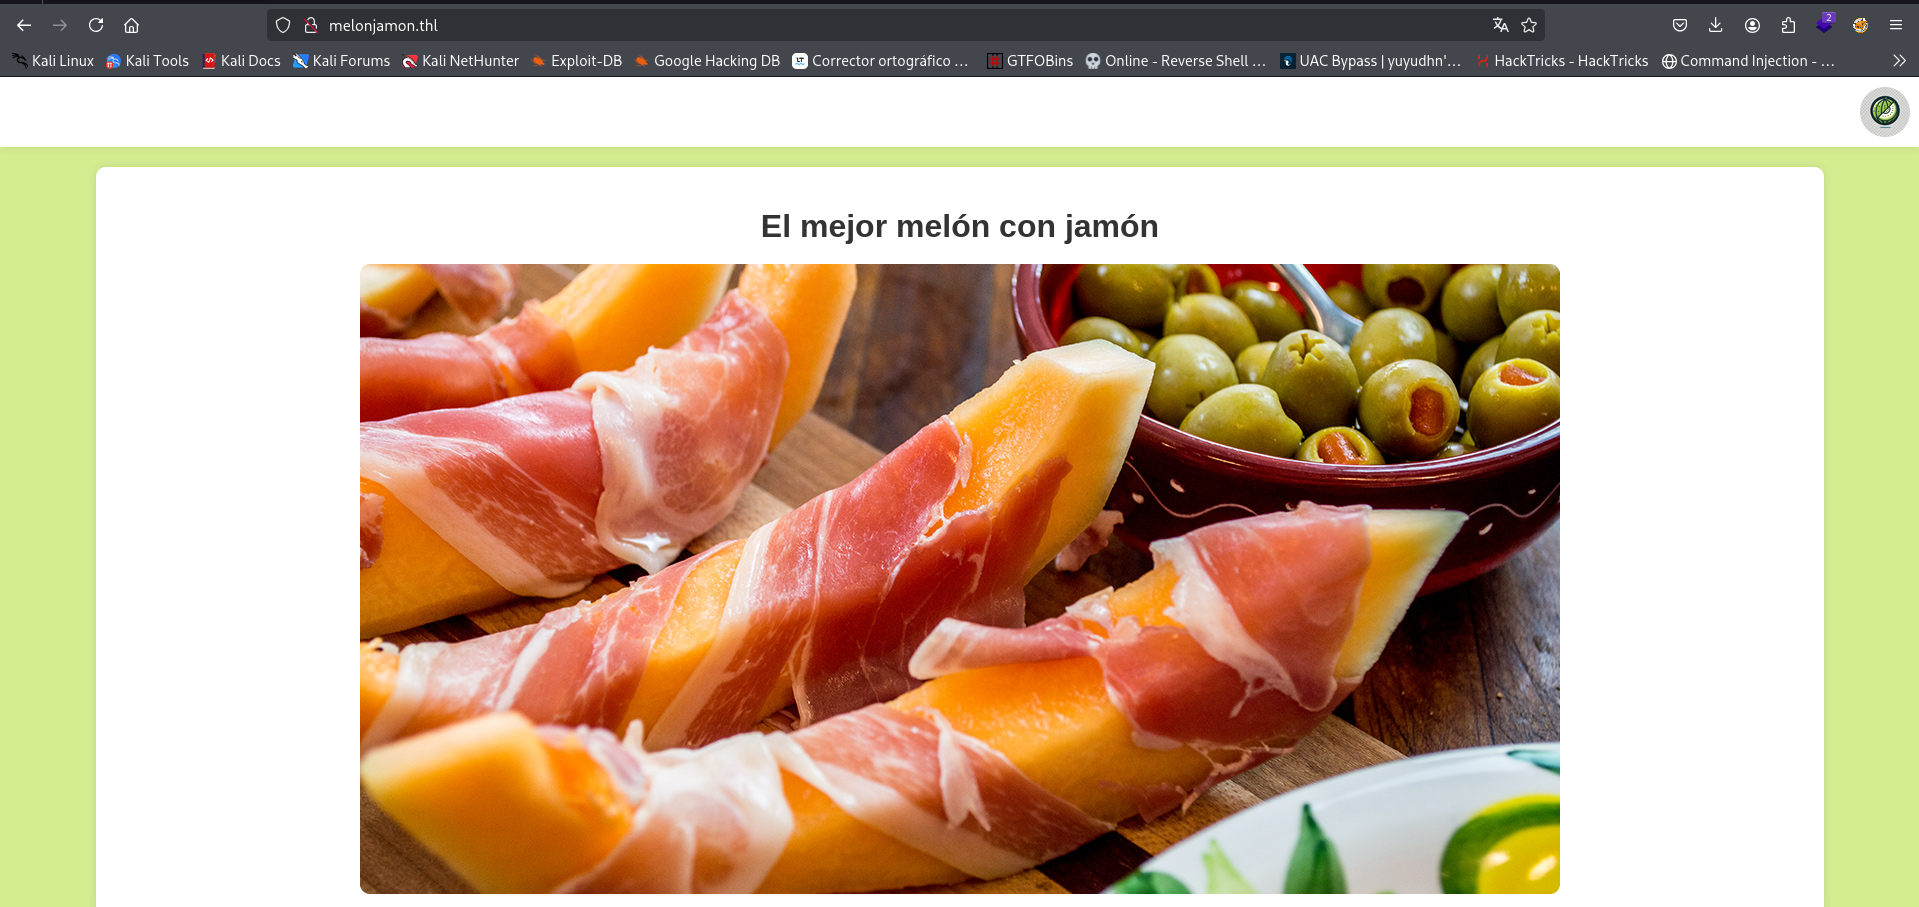 melonjamon.thl
2
Kali Linux Kali Tools Kali Docs Kali Forums Kali NetHunter Exploit-DB Google Hacking DB Corrector ortográfico … GTFOBins Online - Reverse Shell … UAC Bypass | yuyudhn'… HackTricks - HackTricks Command Injection - …
El mejor melón con jamón